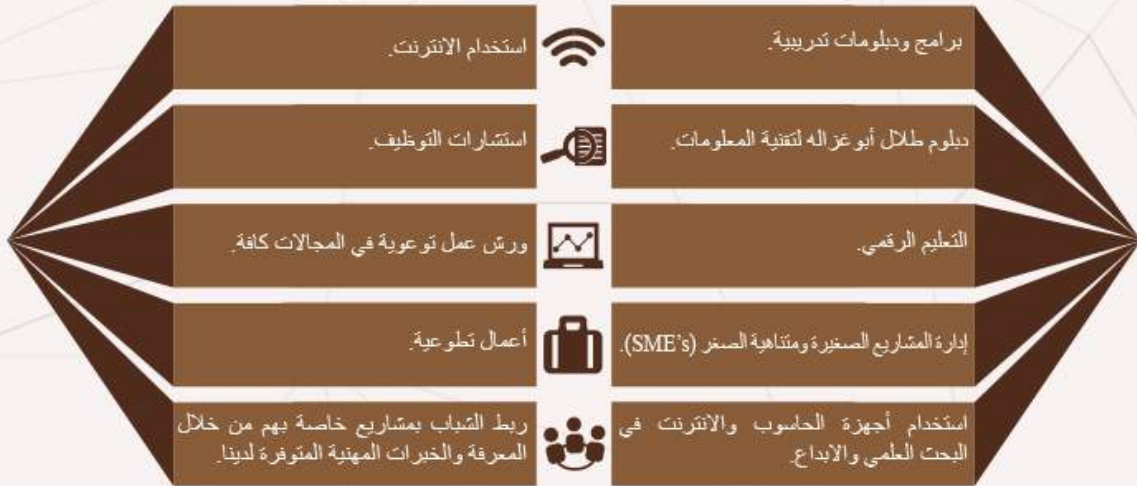 برامج ودبلومات تدريبية.
دبلوم طلال أبو غزاله لتقنية المعلومات.
التعليم الرقمي.
إدارة المشاريع الصغيرة ومتناهية الصغر (SME's).
استخدام أجهزة الحاسوب والانترنت في
البحث العلمي والابداع.
استخدام الانترنت.
استشارات التوظيف.
ورش عمل توعوية في المجالات كافة.
أعمال تطوعية.
ربط الشباب بمشاريع خاصة بهم من خلال
المعرفة والخبرات المهنية المتوفرة لدينا.